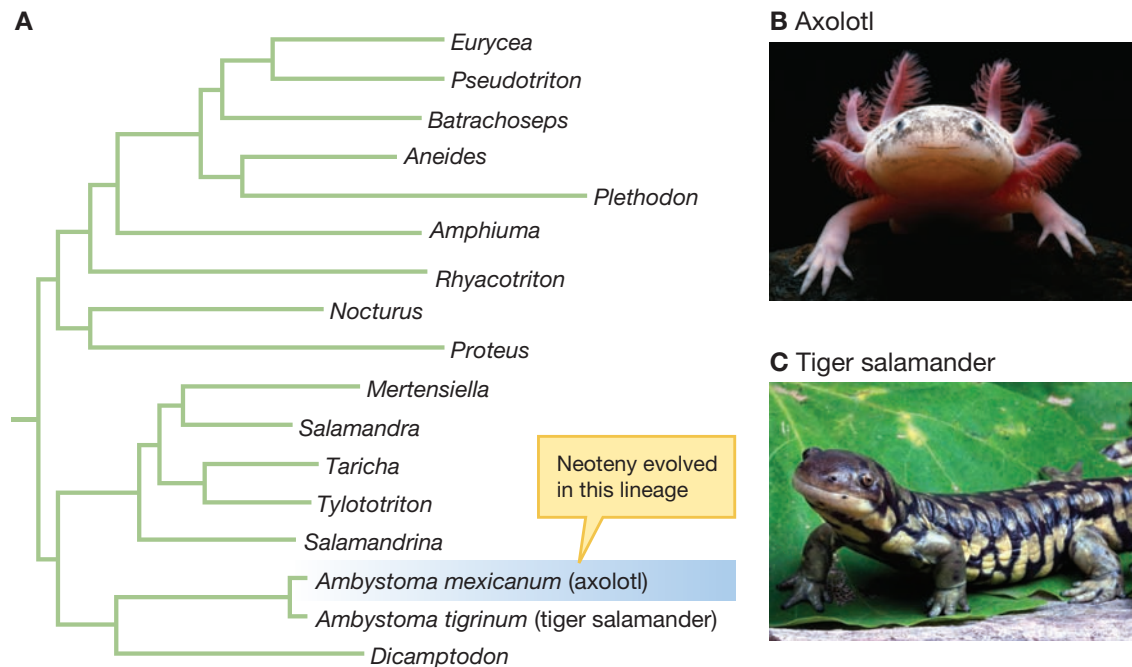 A
Eurycea
Pseudotriton
Batrachoseps
Aneides
Plethodon
Amphiuma
Rhyacotriton
Nocturus
Proteus
Mertensiella
Salamandra
Taricha
Tylototriton
Salamandrina
Neoteny evolved
in this lineage
Ambystoma mexicanum (axolotl)
Ambystoma tigrinum (tiger salamander)
Dicamptodon
B Axolotl
C Tiger salamander